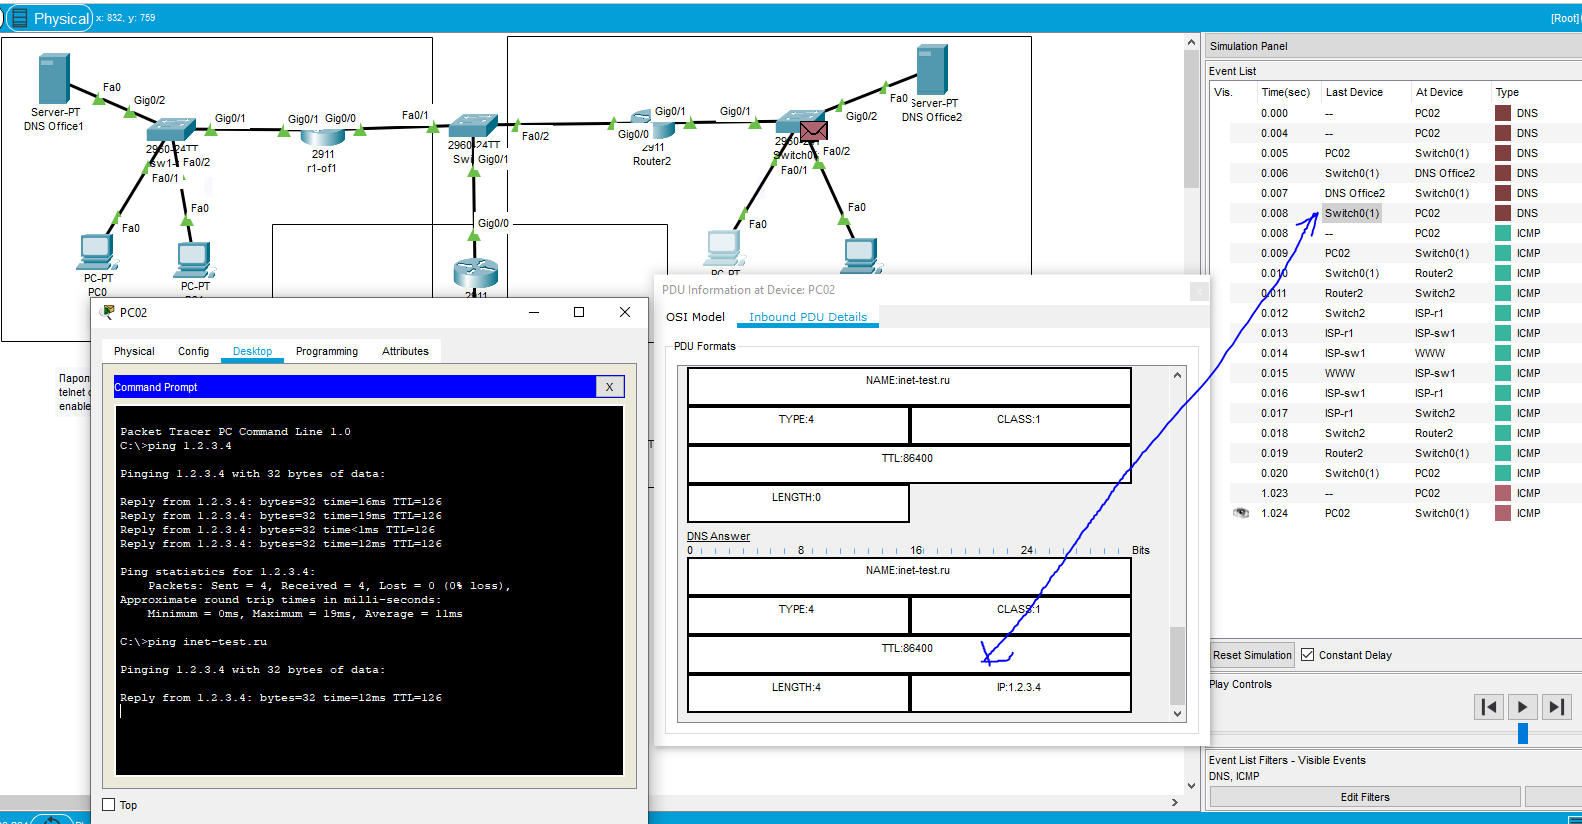 Physical x: 832, y: 759 [Root]
Server-PT
DNS Office1
Fa0
Gig0/2
Gig0/1
2960-24TT
sw1-
Fa0/2
Fa0/1
Fa0
Fa0
PC-PT
PC0
PC-PT
Gig0/1 Gig0/0
2911
r1-of1
Fa0/1
2960-24TT
Swi
Gig0/1
Fa0/2
Gig0/0
2911
Gig0/1
Gig0/0
2911
Router2
Gig0/1
Fa0 Server-PT
DNS Office2
Gig0/2
Switch0
Fa0/2
Fa0/1
Fa0
Fa0
PC-PT
Парол
telnet
enable
PC02
Physical Config Desktop Programming Attributes
Command Prompt X
Packet Tracer PC Command Line 1.0
C:\>ping 1.2.3.4
Pinging 1.2.3.4 with 32 bytes of data:
Reply from 1.2.3.4: bytes=32 time=16ms TTL=126
Reply from 1.2.3.4: bytes=32 time=19ms TTL=126
Reply from 1.2.3.4: bytes=32 time<1ms TTL=126
Reply from 1.2.3.4: bytes=32 time=12ms TTL=126
Ping statistics for 1.2.3.4:
Packets: Sent = 4, Received = 4, Lost = 0 (0% loss),
Approximate round trip times in milli-seconds:
Minimum = 0ms, Maximum = 19ms, Average = 11ms
C:\>ping inet-test.ru
Pinging 1.2.3.4 with 32 bytes of data:
Reply from 1.2.3.4: bytes=32 time=12ms TTL=126
Top
PDU Information at Device: PC02
OSI Model Inbound PDU Details
PDU Formats
NAME:inet-test.ru
TYPE:4 CLASS:1
TTL:86400
LENGTH:0
DNS Answer
0 8 16 24 Bits
NAME:inet-test.ru
TYPE:4 CLASS:1
TTL:86400
LENGTH:4 IP:1.2.3.4
Simulation Panel
Event List
Vis. Time(sec) Last Device At Device Type
0.000 -- PC02 DNS
0.004 -- PC02 DNS
0.005 PC02 Switch0(1) DNS
0.006 Switch0(1) DNS Office2 DNS
0.007 DNS Office2 Switch0(1) DNS
0.008 Switch0(1) PC02 DNS
0.008 -- PC02 ICMP
0.009 PC02 Switch0(1) ICMP
0.010 Switch0(1) Router2 ICMP
0.011 Router2 Switch2 ICMP
0.012 Switch2 ISP-r1 ICMP
0.013 ISP-r1 ISP-sw1 ICMP
0.014 ISP-sw1 WWW ICMP
0.015 WWW ISP-sw1 ICMP
0.016 ISP-sw1 ISP-r1 ICMP
0.017 ISP-r1 Switch2 ICMP
0.018 Switch2 Router2 ICMP
0.019 Router2 Switch0(1) ICMP
0.020 Switch0(1) PC02 ICMP
1.023 -- PC02 ICMP
1.024 PC02 Switch0(1) ICMP
Reset Simulation Constant Delay
Play Controls
Event List Filters - Visible Events
DNS, ICMP
Edit Filters